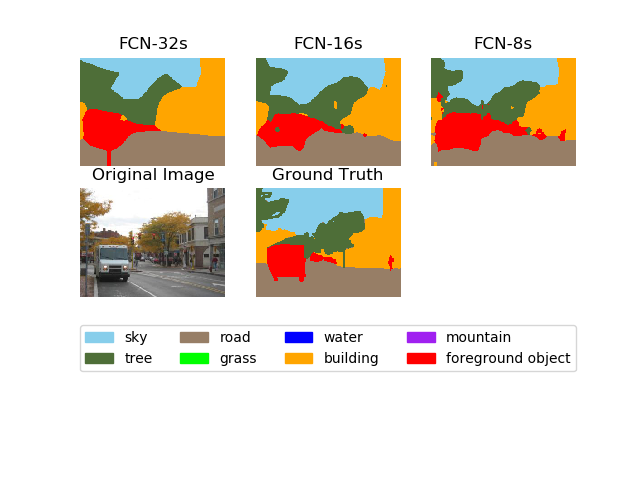 FCN-32s
FCN-16s
FCN-8s
Original Image
Ground Truth
sky
road
water
mountain
tree
grass
building
foreground object